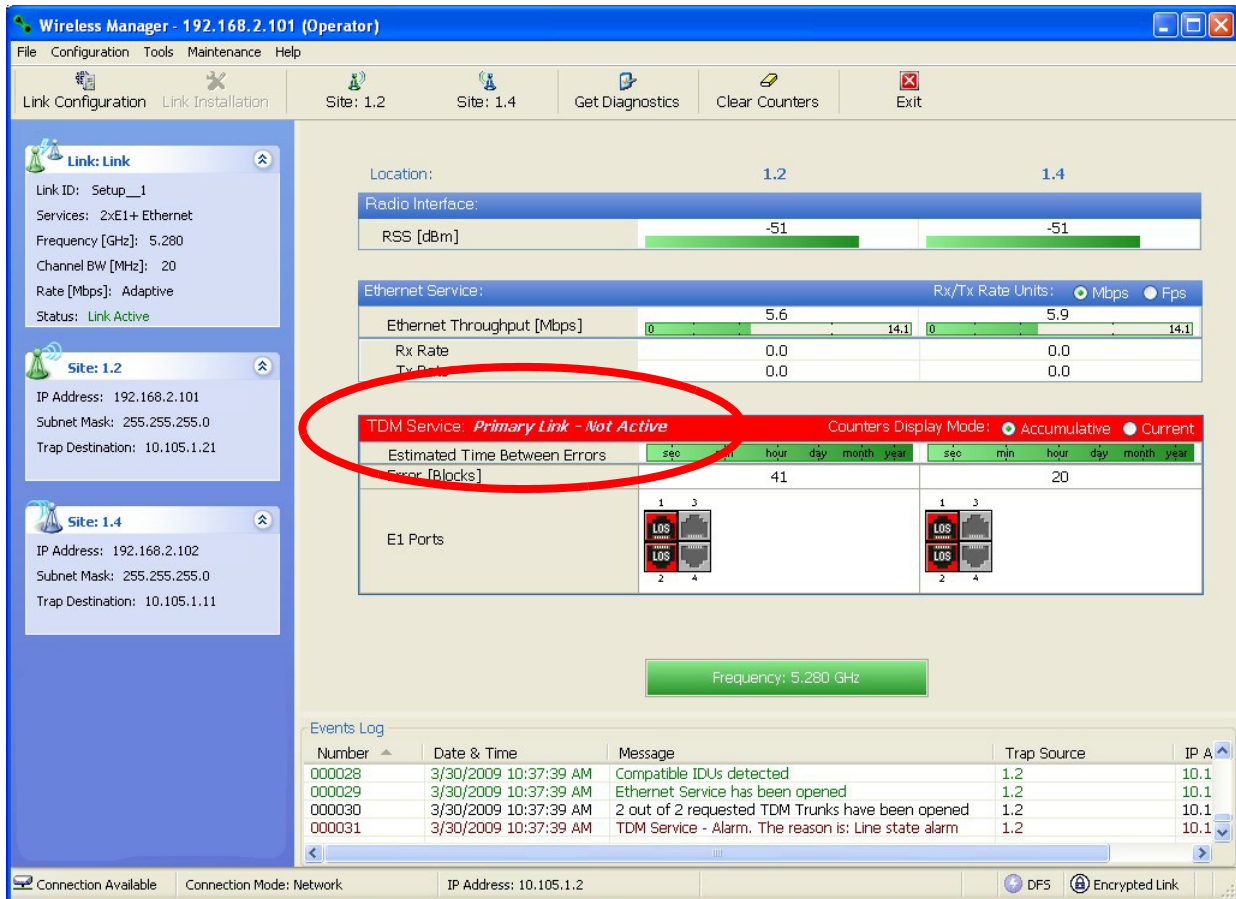 Wireless Manager - 192.168.2.101 (Operator)
File Configuration Tools Maintenance Help
Link Configuration Link Installation Site: 1.2 Site: 1.4 Get Diagnostics Clear Counters Exit
Link: Link
Link ID: Setup__1
Services: 2xE1+ Ethernet
Frequency [GHz]: 5.280
Channel BW [MHz]: 20
Rate [Mbps]: Adaptive
Status: Link Active
Site: 1.2
IP Address: 192.168.2.101
Subnet Mask: 255.255.255.0
Trap Destination: 10.105.1.21
Site: 1.4
IP Address: 192.168.2.102
Subnet Mask: 255.255.255.0
Trap Destination: 10.105.1.11
Location: 1.2 1.4
Radio Interface:
RSS [dBm] -51 -51
Ethernet Service: Rx/Tx Rate Units: Mbps Fps
Ethernet Throughput [Mbps] 5.6 5.9
0 14.1 0 14.1
Rx Rate 0.0 0.0
Tx Rate 0.0 0.0
TDM Service: Primary Link - Not Active Counters Display Mode: Accumulative Current
Estimated Time Between Errors sec min hour day month year sec min hour day month year
Error [Blocks] 41 20
E1 Ports
1 3 1 3
LOS LOS
LOS LOS
2 4 2 4
Frequency: 5.280 GHz
Events Log
Number Date & Time Message Trap Source IP A
000028 3/30/2009 10:37:39 AM Compatible IDUs detected 1.2 10.1
000029 3/30/2009 10:37:39 AM Ethernet Service has been opened 1.2 10.1
000030 3/30/2009 10:37:39 AM 2 out of 2 requested TDM Trunks have been opened 1.2 10.1
000031 3/30/2009 10:37:39 AM TDM Service - Alarm. The reason is: Line state alarm 1.2 10.1
Connection Available Connection Mode: Network IP Address: 10.105.1.2 DFS Encrypted Link